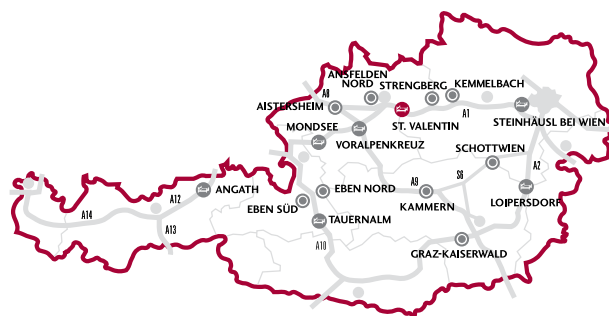 ANSFELDEN
NORD
STRENGBERG
KEMMELBACH
A8
AISTERSHEIM
A1
ST. VALENTIN
STEINHÄUSL BEI WIEN
MONDSEE
VORALPENKREUZ
SCHOTTWIEN
A2
S6
A9
ANGATH
A12
EBEN NORD
KAMMERN
LOIPERSDORF
EBEN SÜD
TAUERNALM
A14
A13
A10
GRAZ-KAISERWALD